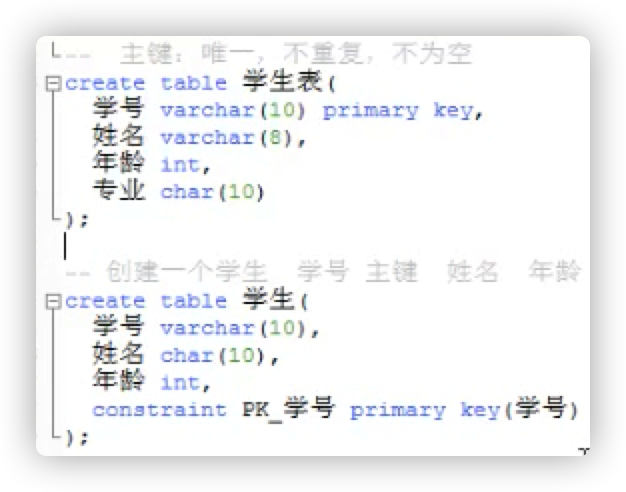 -- 主键：唯一，不重复，不为空
create table 学生表(
学号 varchar(10) primary key,
姓名 varchar(8),
年龄 int,
专业 char(10)
);
-- 创建一个学生 学号 主键 姓名 年龄
create table 学生(
学号 varchar(10),
姓名 char(10),
年龄 int,
constraint PK_学号 primary key(学号)
);